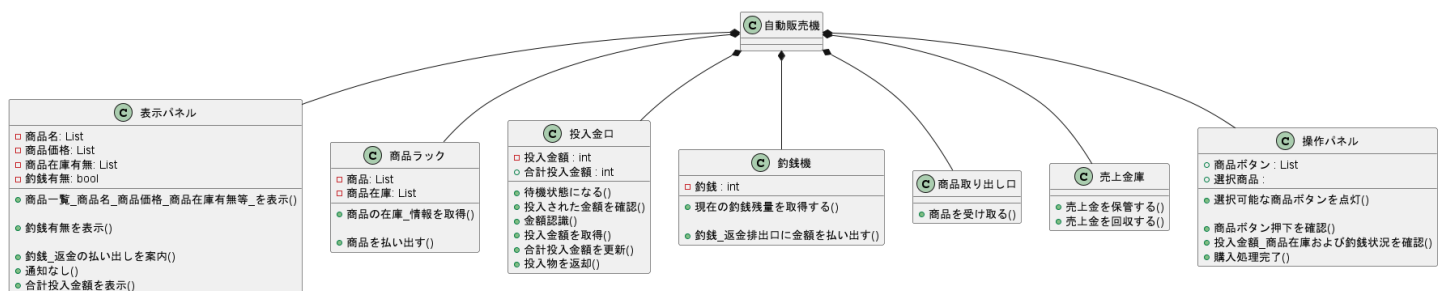 C 自動販売機
C 表示パネル
商品名: List
商品価格: List
商品在庫有無: List
釣銭有無: bool
商品一覧_商品名_商品価格_商品在庫有無等_を表示()
釣銭有無を表示()
釣銭_返金の払い出しを案内()
通知なし()
合計投入金額を表示()
C 商品ラック
商品: List
商品在庫: List
商品の在庫_情報を取得()
商品を払い出す()
C 投入金口
投入金額 : int
合計投入金額 : int
待機状態になる()
投入された金額を確認()
金額認識()
投入金額を取得()
合計投入金額を更新()
投入物を返却()
C 釣銭機
釣銭 : int
現在の釣銭残量を取得する()
釣銭_返金排出口に金額を払い出す()
C 商品取り出し口
商品を受け取る()
C 売上金庫
売上金を保管する()
売上金を回収する()
C 操作パネル
商品ボタン : List
選択商品 :
選択可能な商品ボタンを点灯()
商品ボタン押下を確認()
投入金額_商品在庫および釣銭状況を確認()
購入処理完了()